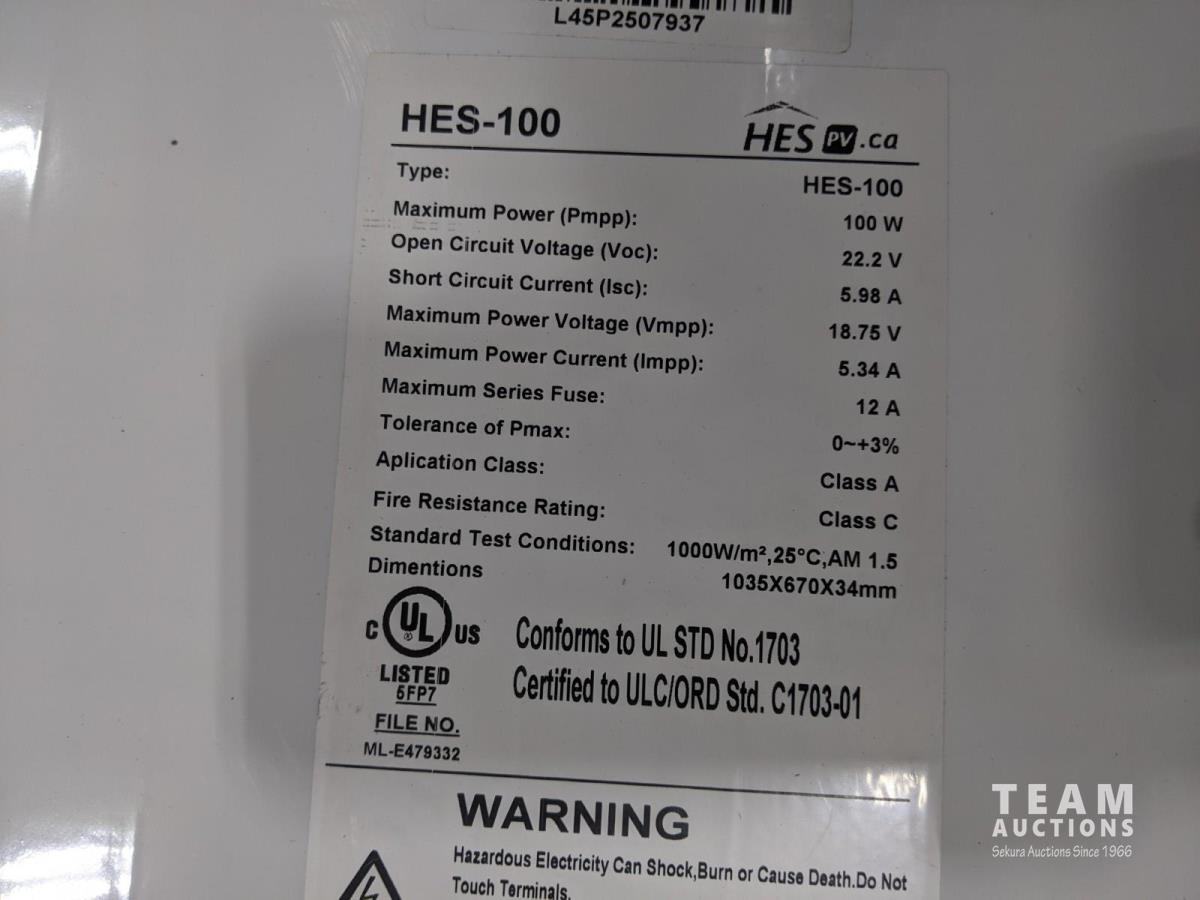 L45P2507937
HES-100
HES PV.ca
Type: HES-100
Maximum Power (Pmpp): 100 W
Open Circuit Voltage (Voc): 22.2 V
Short Circuit Current (Isc): 5.98 A
Maximum Power Voltage (Vmpp): 18.75 V
Maximum Power Current (Impp): 5.34 A
Maximum Series Fuse: 12 A
Tolerance of Pmax: 0~+3%
Aplication Class: Class A
Fire Resistance Rating: Class C
Standard Test Conditions: 1000W/m²,25°C,AM 1.5
Dimentions 1035X670X34mm
C UL® US
LISTED
6FP7
FILE NO.
ML-E479332
Conforms to UL STD No.1703
Certified to ULC/ORD Std. C1703-01
WARNING
Hazardous Electricity Can Shock,Burn or Cause Death.Do Not
Touch Terminals.
TEAM
AUCTIONS
Sekura Auctions Since 1966